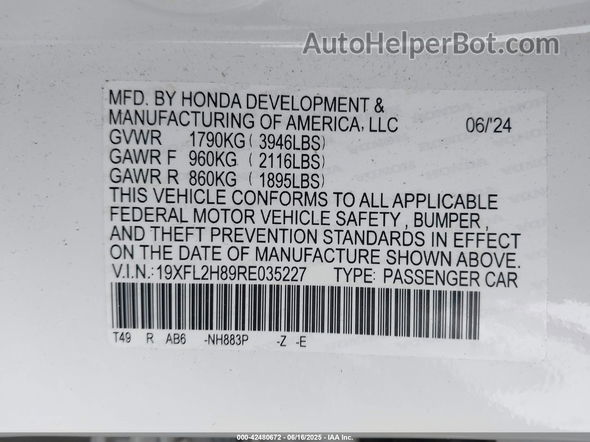 AutoHelperBot.com
MFD. BY HONDA DEVELOPMENT &
MANUFACTURING OF AMERICA, LLC 06/'24
GVWR 1790KG ( 3946LBS)
GAWR F 960KG ( 2116LBS)
GAWR R 860KG ( 1895LBS)
THIS VEHICLE CONFORMS TO ALL APPLICABLE
FEDERAL MOTOR VEHICLE SAFETY , BUMPER,
AND THEFT PREVENTION STANDARDS IN EFFECT
ON THE DATE OF MANUFACTURE SHOWN ABOVE.
V.I.N.:19XFL2H89RE035227 TYPE: PASSENGER CAR
T49 R AB6 -NH883P -Z -E
000-42480672 - 06/16/2025 - IAA Inc.